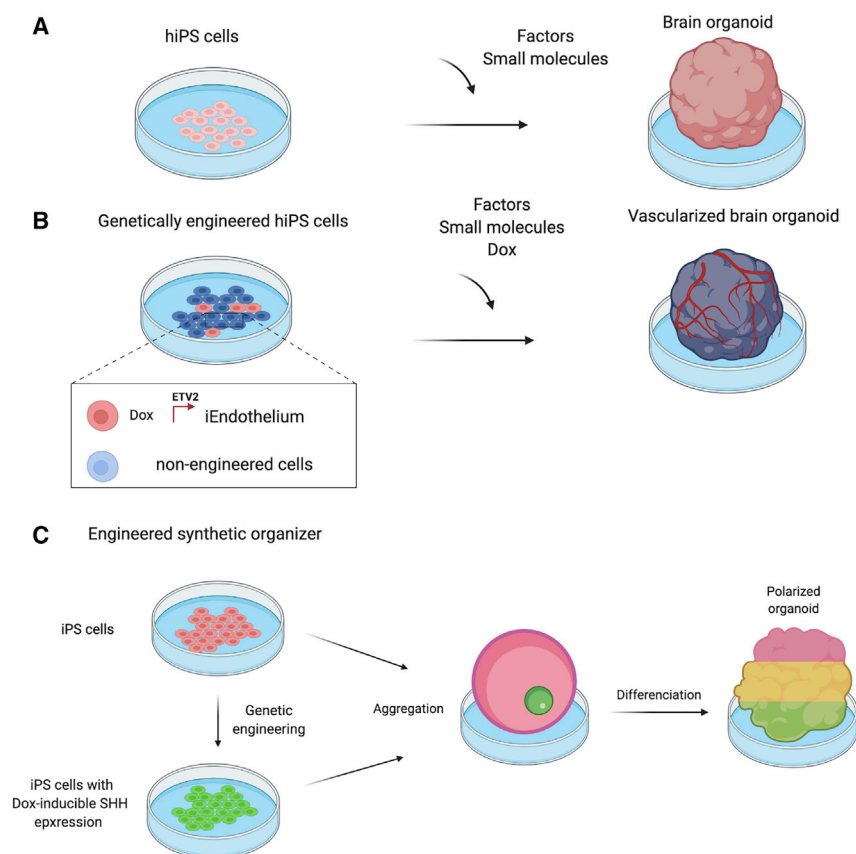 A
hiPS cells
Factors
Small molecules
Brain organoid
B
Genetically engineered hiPS cells
Factors
Small molecules
Dox
Vascularized brain organoid
Dox
ETV2
iEndothelium
non-engineered cells
C
Engineered synthetic organizer
iPS cells
Genetic
engineering
iPS cells with
Dox-inducible SHH
epxression
Aggregation
Differenciation
Polarized
organoid